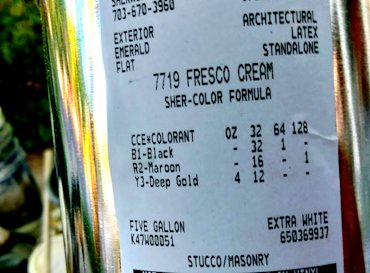 703-670-3960
EXTERIOR ARCHITECTURAL
EMERALD LATEX
FLAT STANDALONE
7719 FRESCO CREAM
SHER-COLOR FORMULA
CCE*COLORANT OZ 32 64 128
B1-Black - 32 1 -
R2-Maroon - 16 - 1
Y3-Deep Gold 4 12 - -
FIVE GALLON EXTRA WHITE
K47W00051 650369937
STUCCO/MASONRY